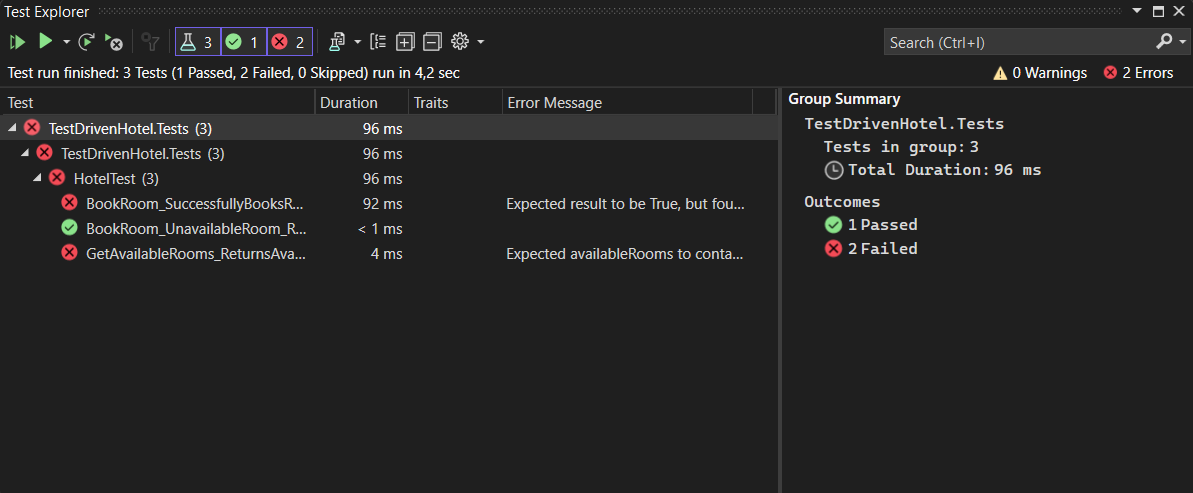 Test Explorer
3 1 2
Search (Ctrl+I)
Test run finished: 3 Tests (1 Passed, 2 Failed, 0 Skipped) run in 4,2 sec
0 Warnings 2 Errors
Test Duration Traits Error Message
TestDrivenHotel.Tests (3) 96 ms
TestDrivenHotel.Tests (3) 96 ms
HotelTest (3) 96 ms
BookRoom_SuccessfullyBooksR... 92 ms Expected result to be True, but fou...
BookRoom_UnavailableRoom_R... < 1 ms
GetAvailableRooms_ReturnsAva... 4 ms Expected availableRooms to conta...
Group Summary
TestDrivenHotel.Tests
Tests in group: 3
Total Duration: 96 ms
Outcomes
1 Passed
2 Failed